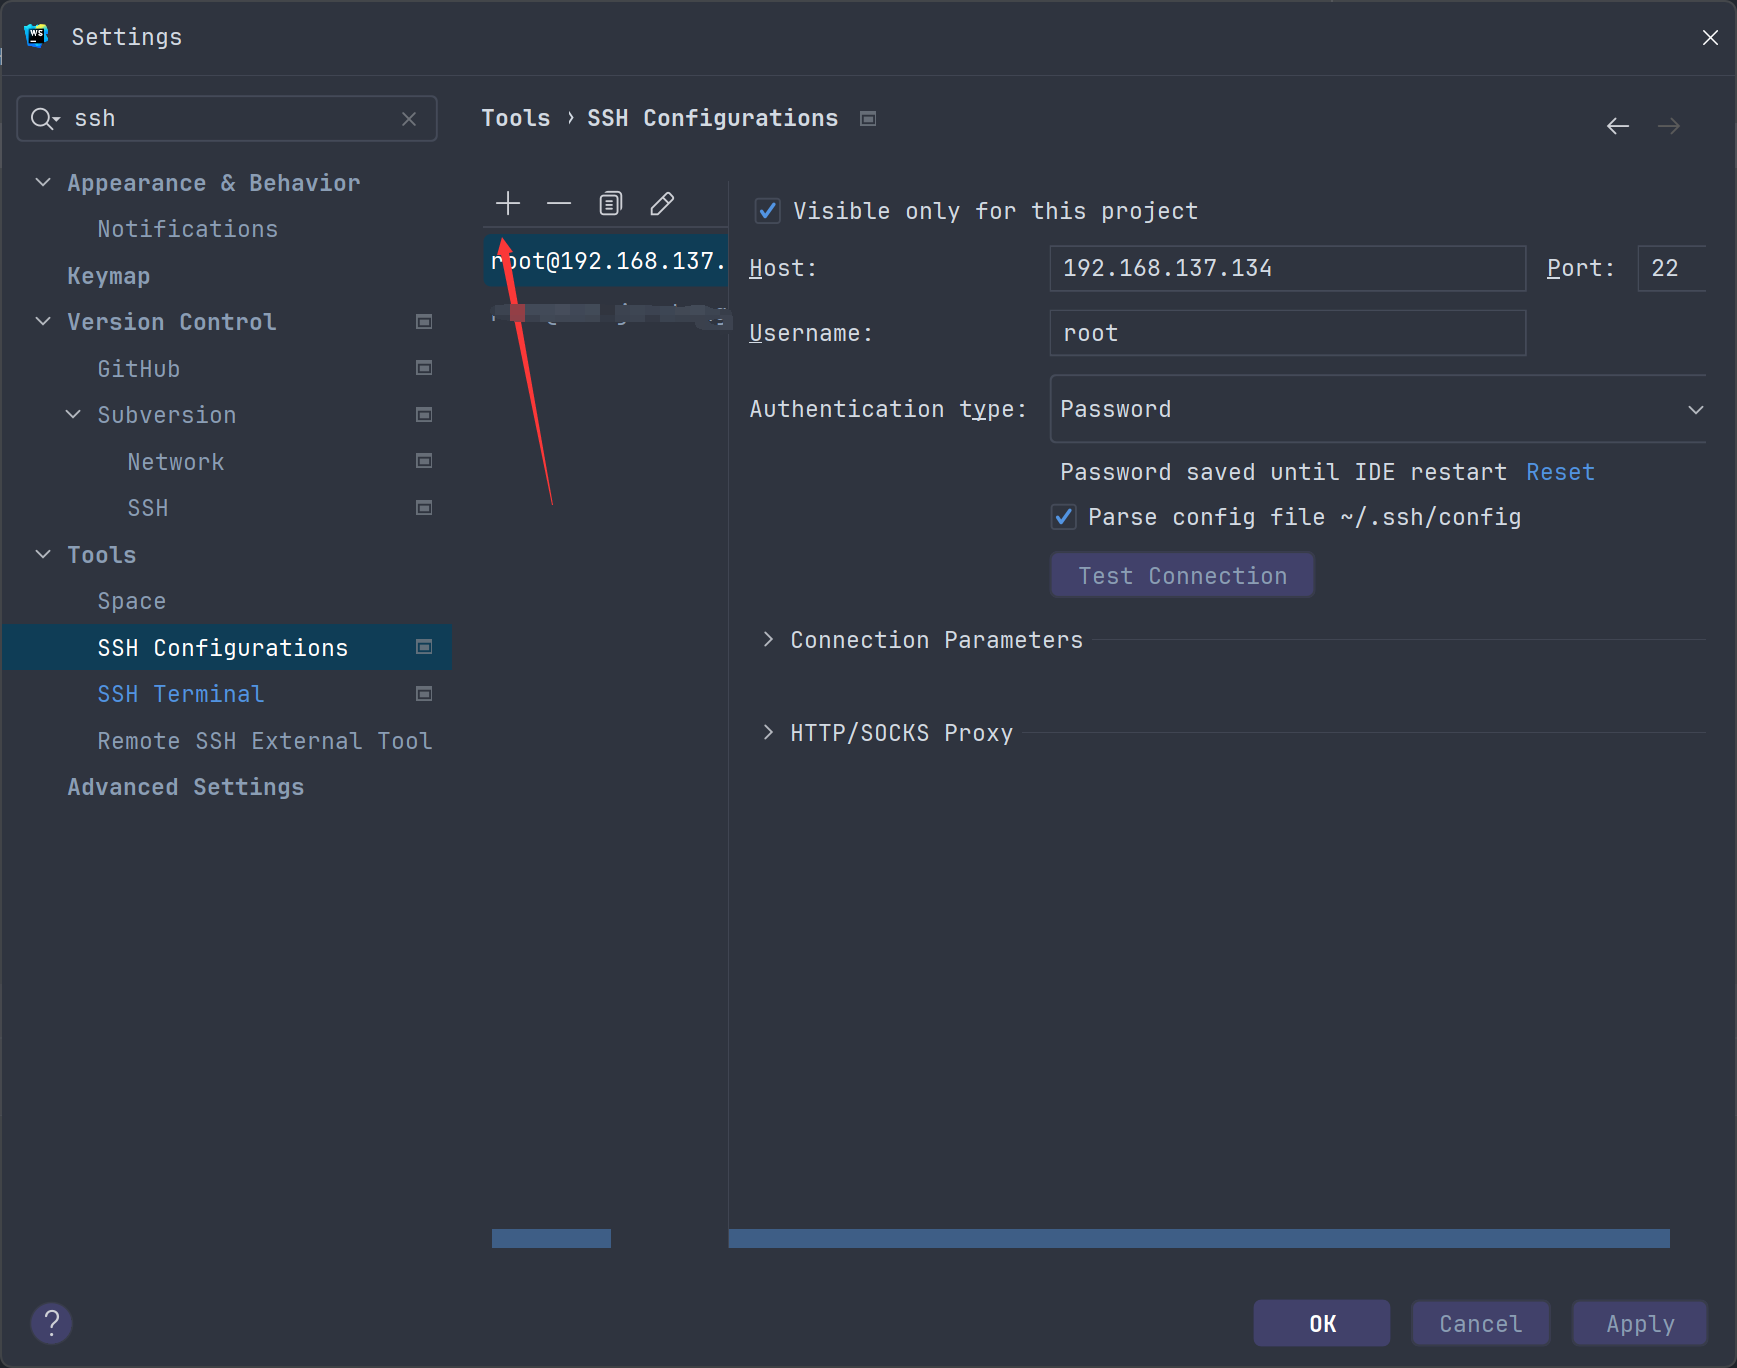 Settings
ssh
Appearance & Behavior
Notifications
Keymap
Version Control
GitHub
Subversion
Network
SSH
Tools
Space
SSH Configurations
SSH Terminal
Remote SSH External Tool
Advanced Settings
Tools › SSH Configurations
root@192.168.137.
Visible only for this project
Host: 192.168.137.134 Port: 22
Username: root
Authentication type: Password
Password saved until IDE restart Reset
Parse config file ~/.ssh/config
Test Connection
Connection Parameters
HTTP/SOCKS Proxy
?
OK Cancel Apply